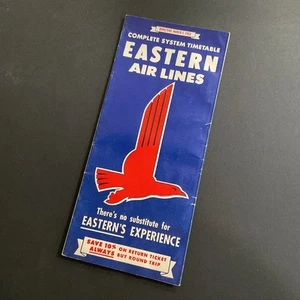 COMPLETE SYSTEM TIMETABLE
EASTERN
AIR LINES
There's no substitute for
EASTERN'S EXPERIENCE
SAVE 10% ON RETURN TICKET
ALWAYS BUY ROUND TRIP